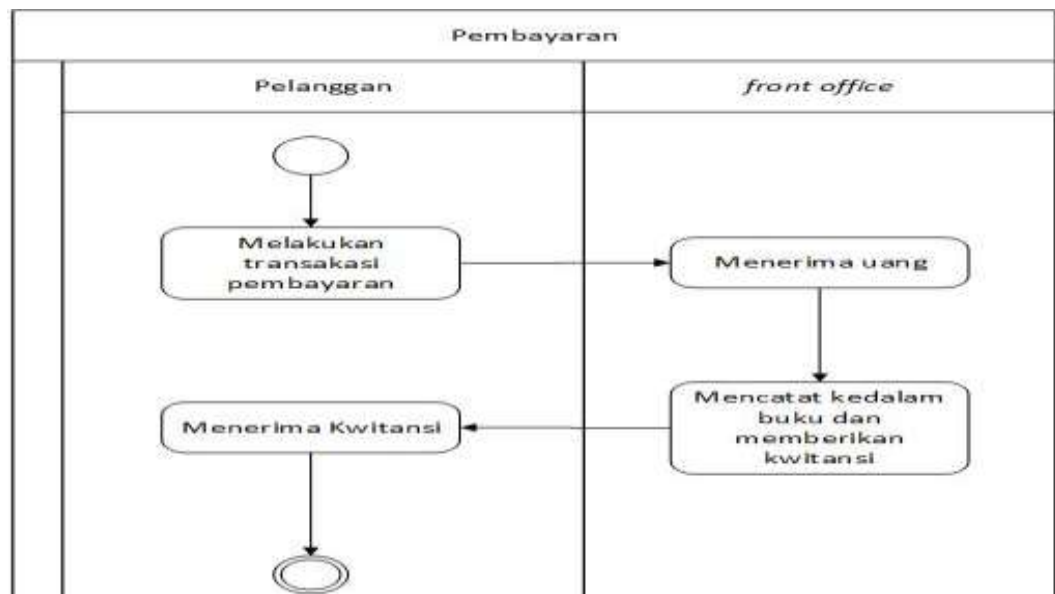 Pembayaran
Pelanggan
front office
Melakukan
transakasi
pembayaran
Menerima uang
Mencatat kedalam
buku dan
memberikan
kwitansi
Menerima Kwitansi